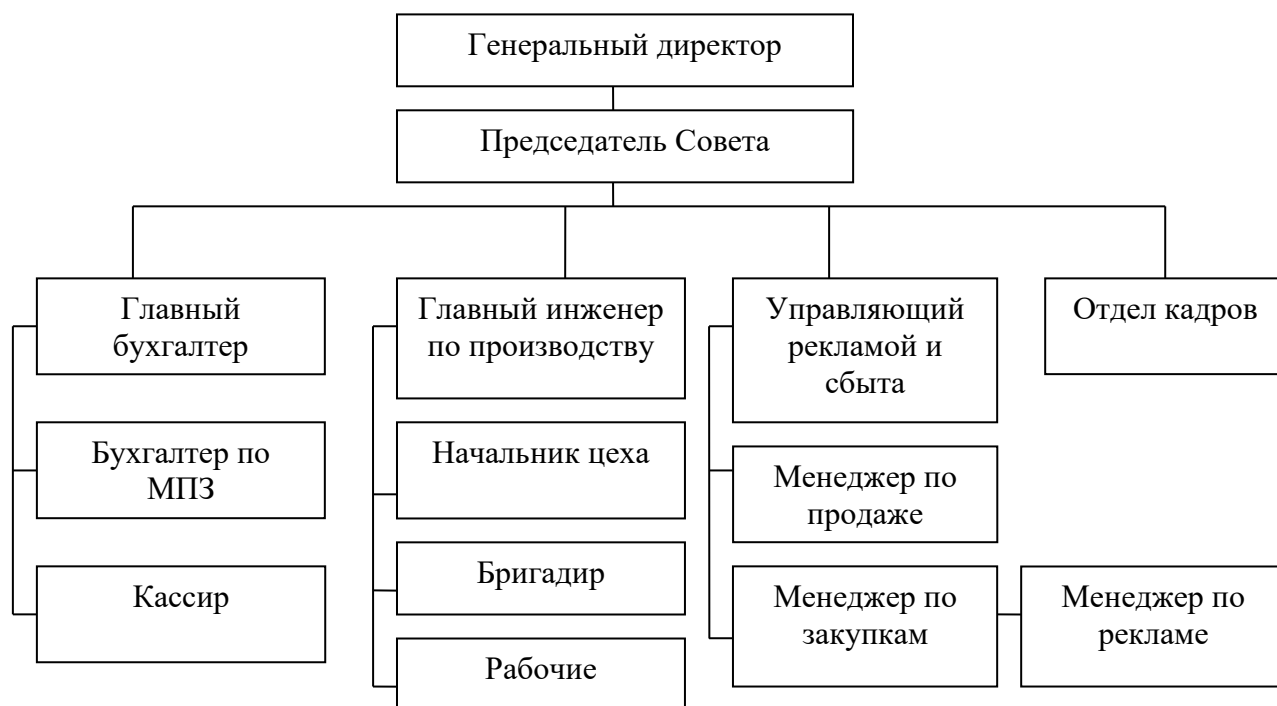 Генеральный директор
Председатель Совета
Главный
бухгалтер
Главный инженер
по производству
Управляющий
рекламой и
сбыта
Отдел кадров
Бухгалтер по
МПЗ
Начальник цеха
Менеджер по
продаже
Кассир
Бригадир
Менеджер по
закупкам
Менеджер по
рекламе
Рабочие